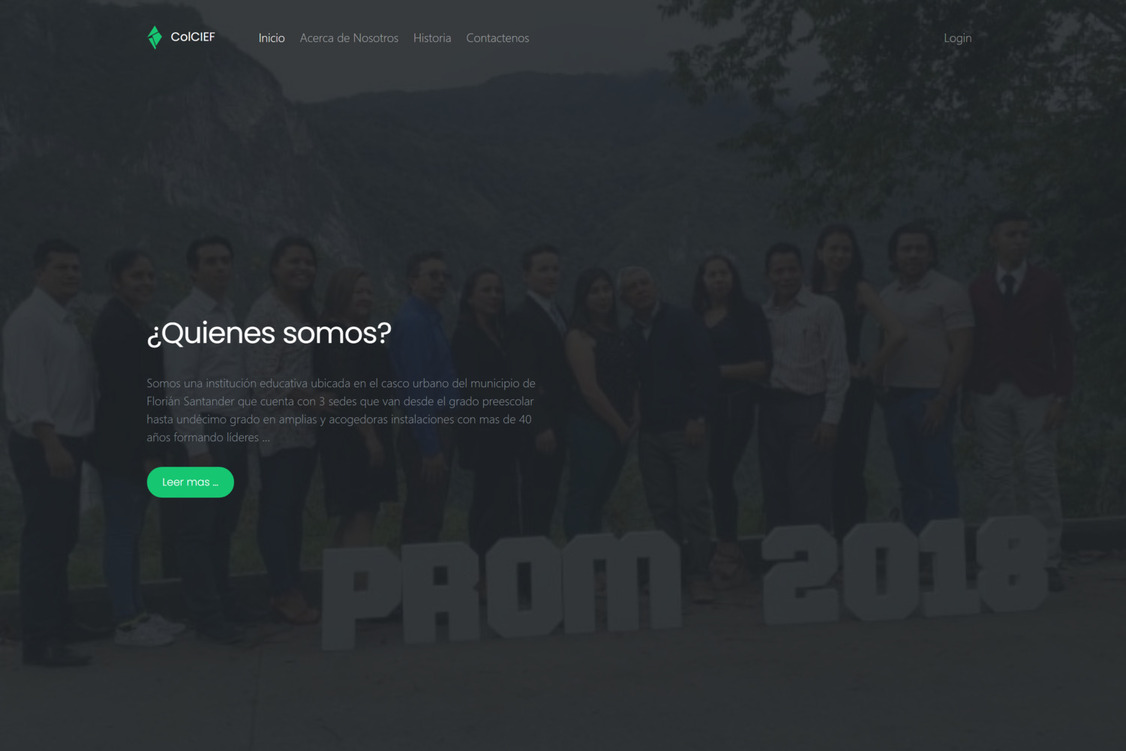 ColCIEF
Inicio
Acerca de Nosotros
Historia
Contactenos
Login
¿Quienes somos?
Somos una institución educativa ubicada en el casco urbano del municipio de
Florián Santander que cuenta con 3 sedes que van desde el grado preescolar
hasta undécimo grado en amplias y acogedoras instalaciones con mas de 40
años formando líderes ...
Leer mas ...
PROM 2018